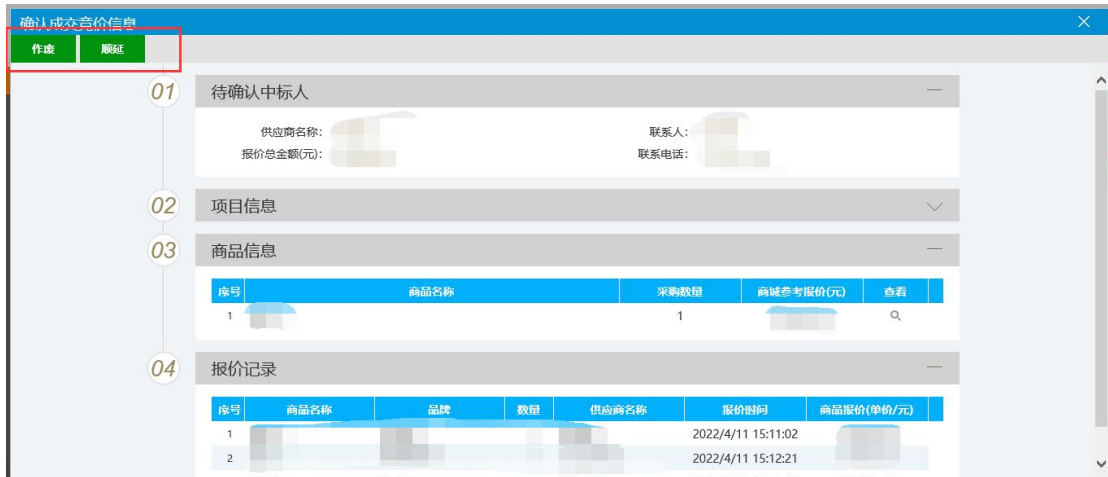 确认成交竞价信息
作废 顺延
01 待确认中标人
供应商名称: 联系人:
报价总金额(元): 联系电话:
02 项目信息
03 商品信息
序号 商品名称 采购数量 商城参考报价(元) 查看
1 1
04 报价记录
序号 商品名称 品牌 数量 供应商名称 报价时间 商品报价(单价/元)
1 2022/4/11 15:11:02
2 2022/4/11 15:12:21